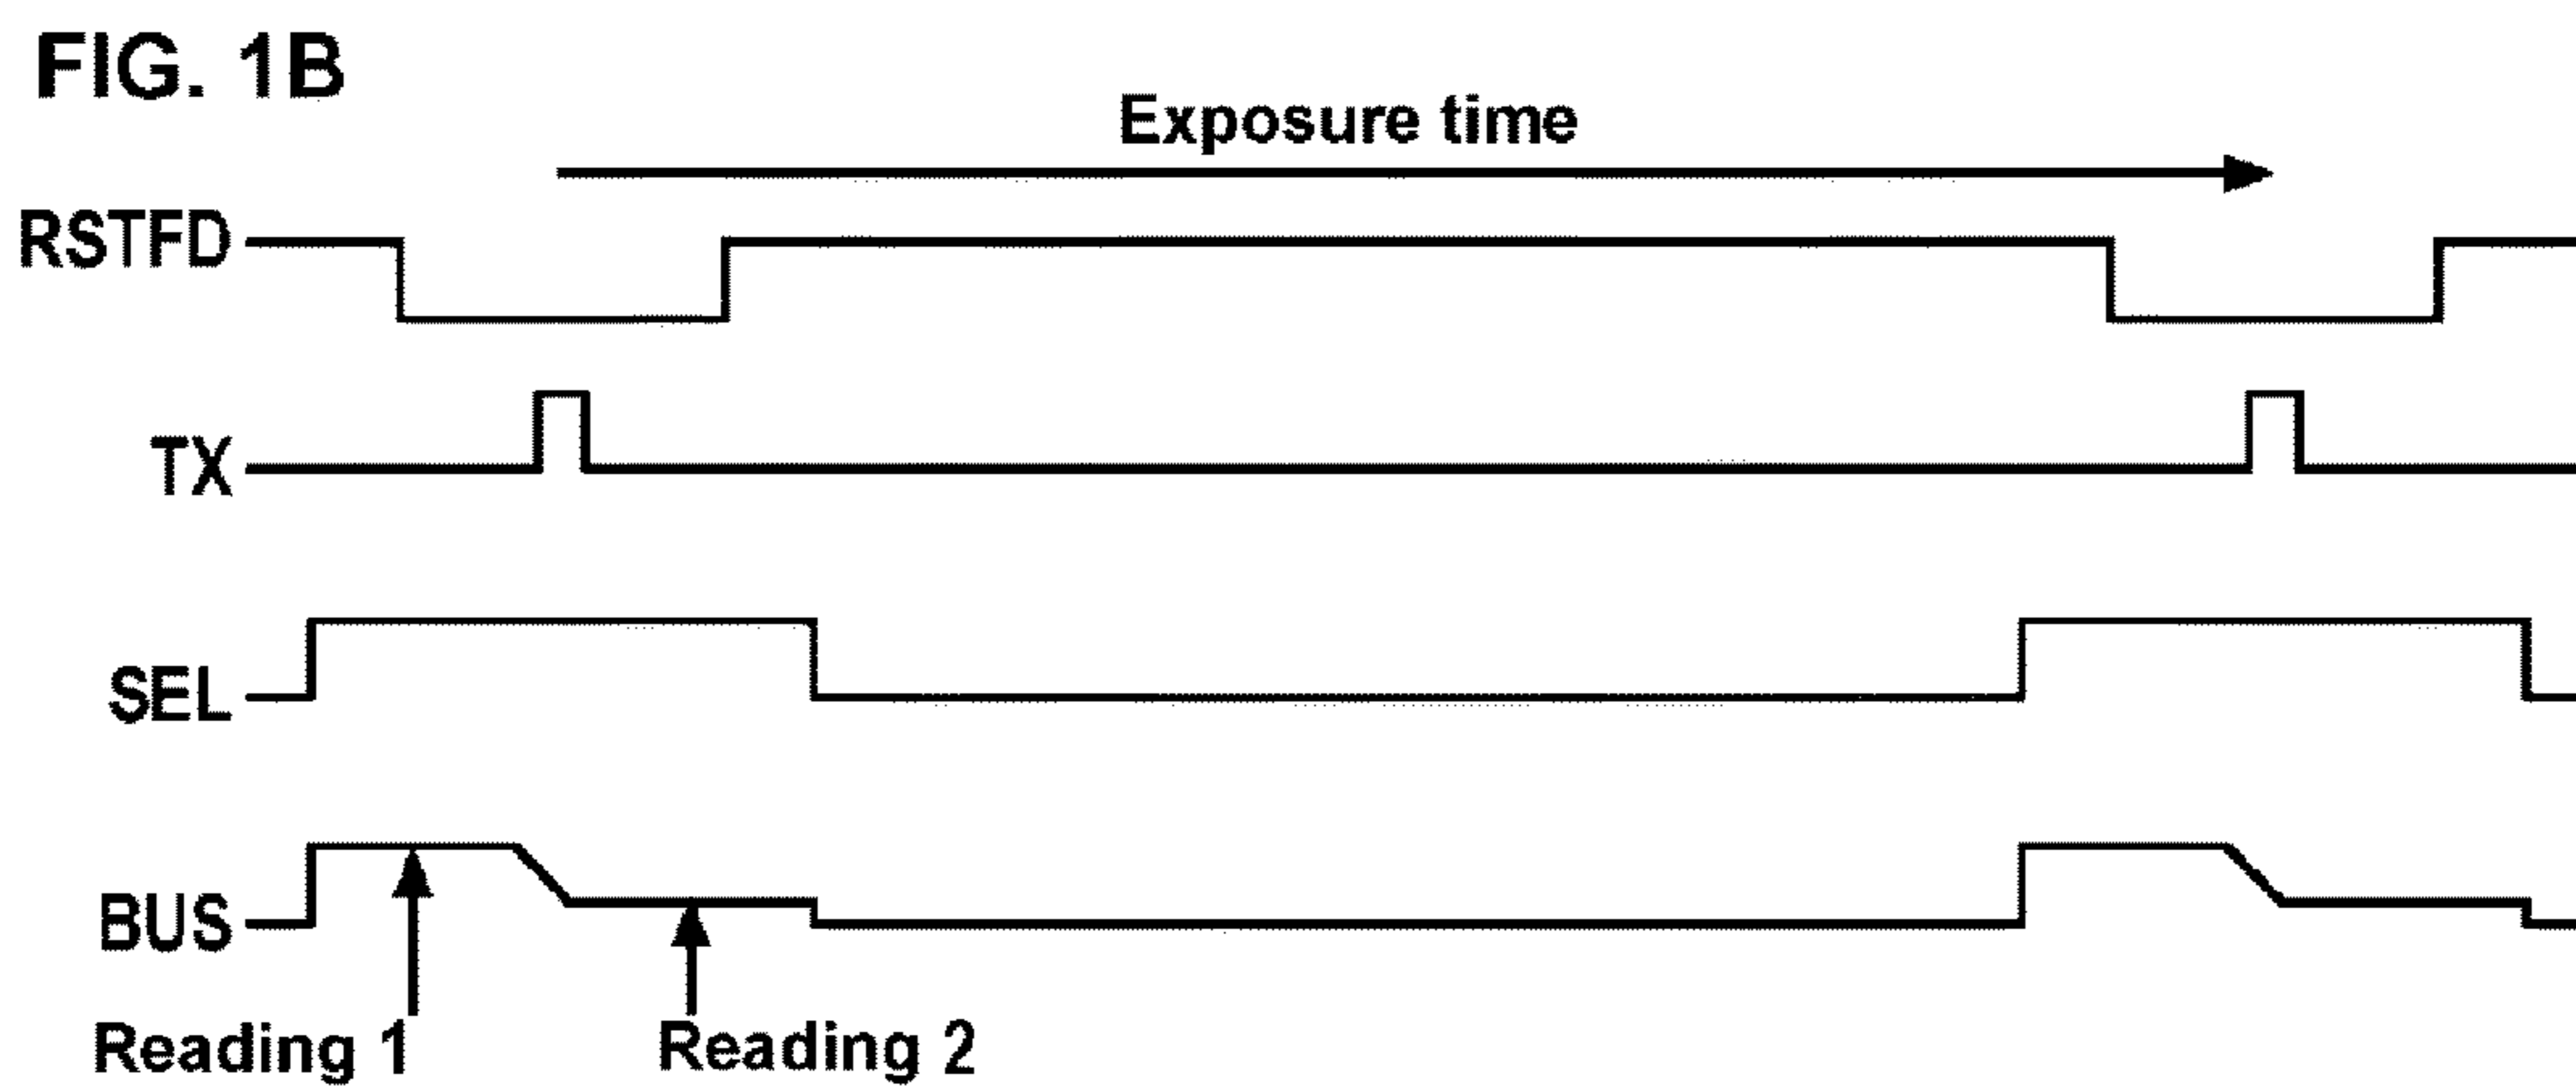 FIG. 1B
Exposure time
RSTFD
TX
SEL
BUS
Reading 1
Reading 2